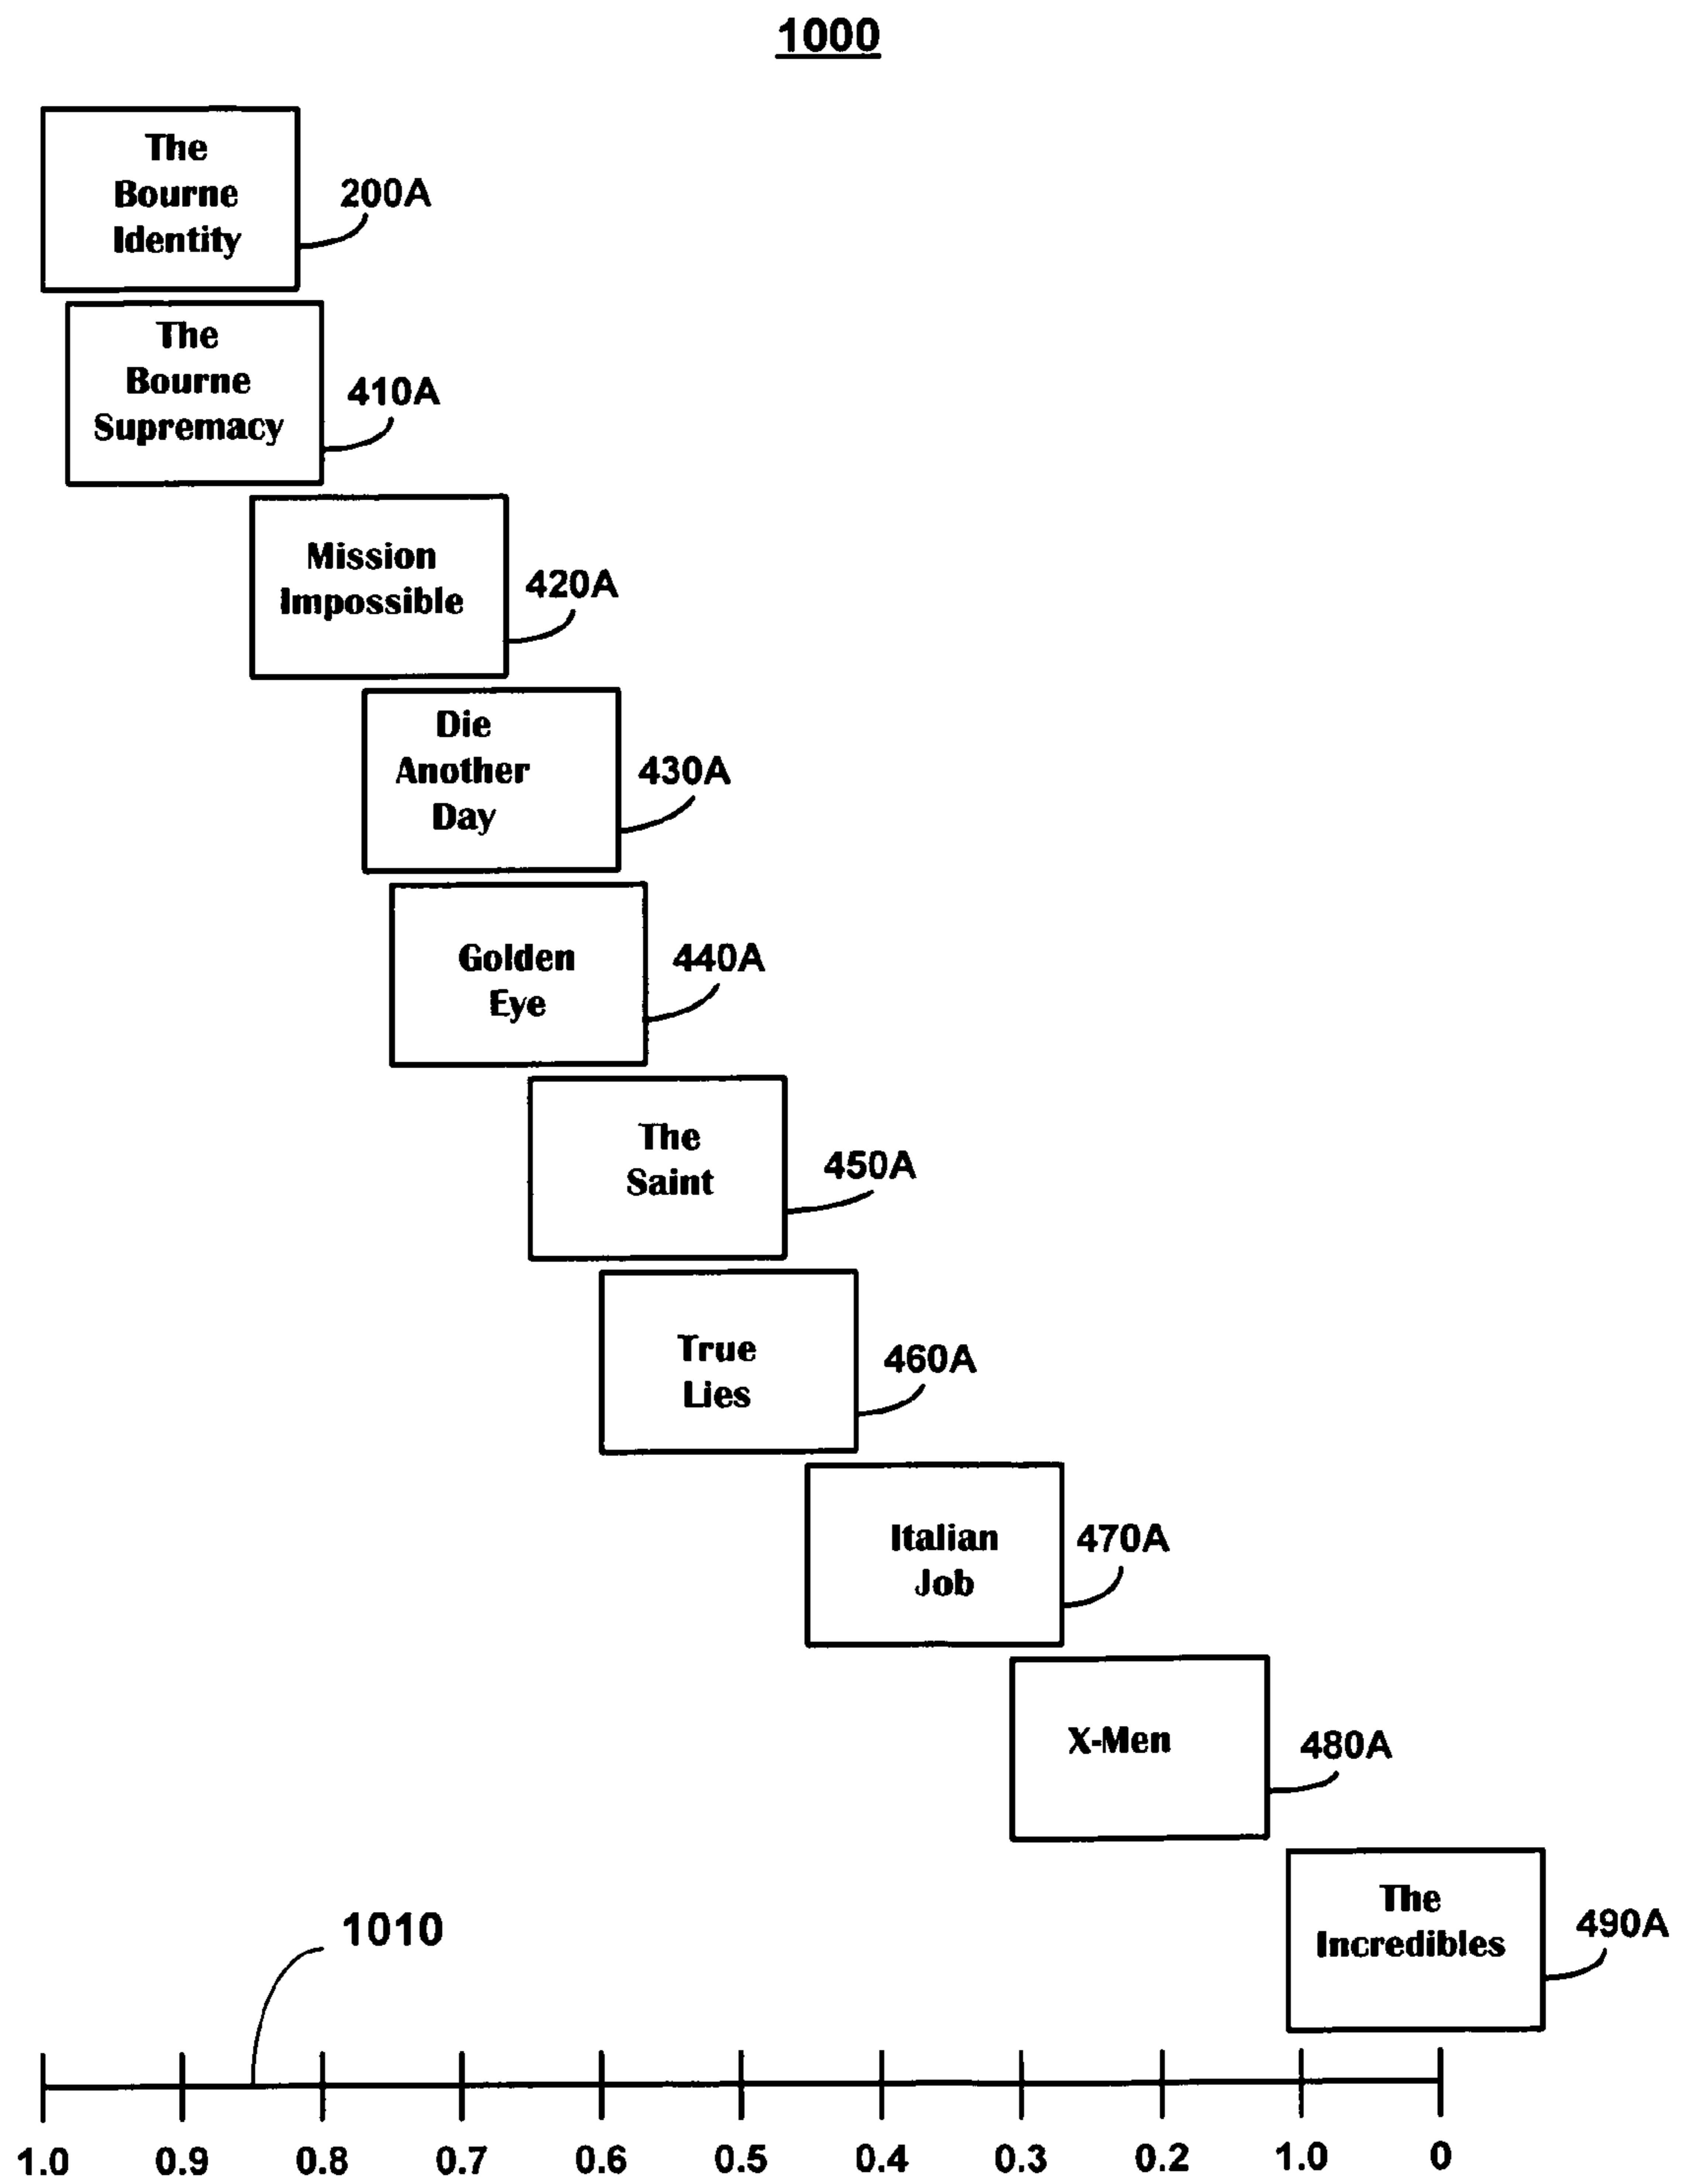 1000
The
Bourne
Identity
200A
The
Bourne
Supremacy
410A
Mission
Impossible
420A
Die
Another
Day
430A
Golden
Eye
440A
The
Saint
450A
True
Lies
460A
Italian
Job
470A
X-Men
480A
The
Incredibles
490A
1010
1.0 0.9 0.8 0.7 0.6 0.5 0.4 0.3 0.2 1.0 0